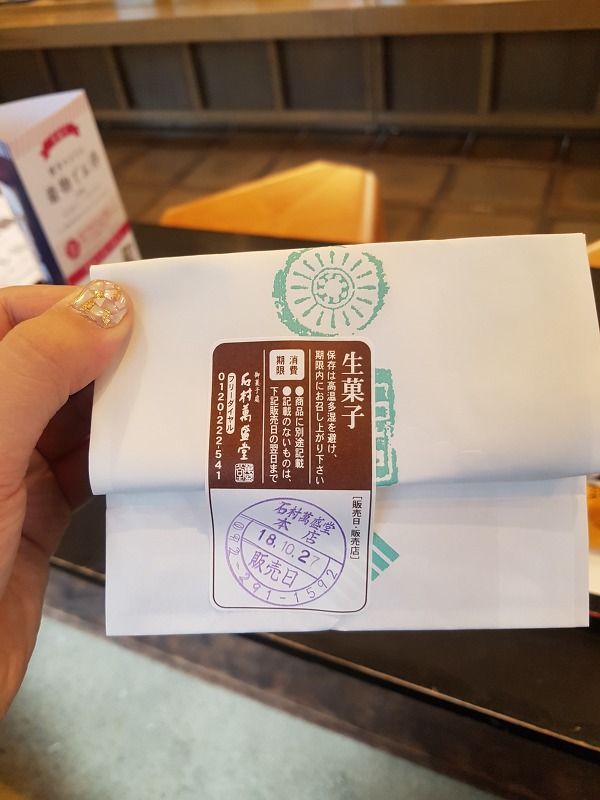 生菓子
保存は高温多湿を避け、
期限内にお召し上がり下さい
消費
期限
●商品に別途記載
●記載のないものは、
下記販売日の翌日まで
御菓子処
石村萬盛堂
フリーダイヤル
0120-222-541
[販売日・販売店]
石村萬盛堂
本店
18.10.27
販売日
092-291-1592